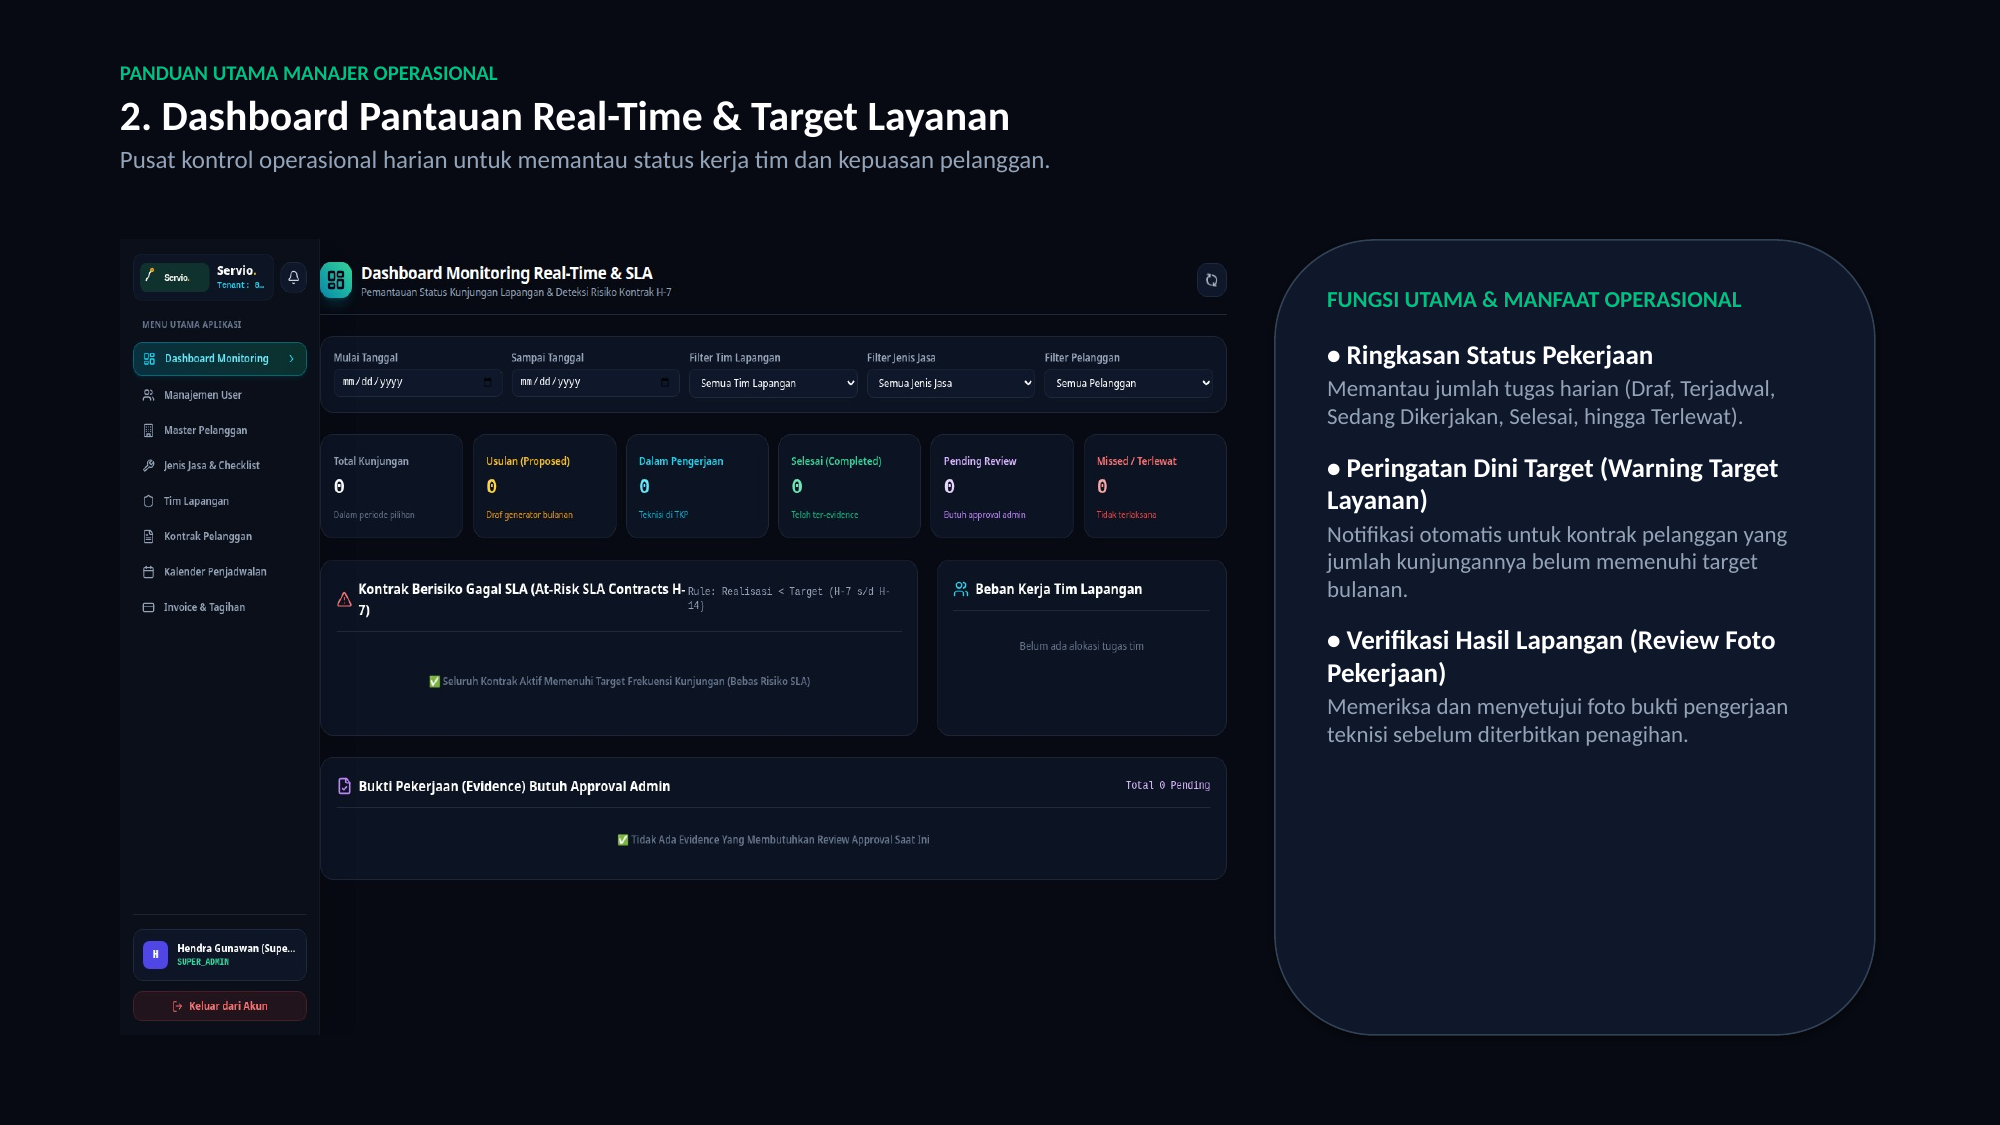 PANDUAN UTAMA MANAJER OPERASIONAL
2. Dashboard Pantauan Real-Time & Target Layanan
Pusat kontrol operasional harian untuk memantau status kerja tim dan kepuasan pelanggan.
Servio.
Servio.
Tenant: B…
MENU UTAMA APLIKASI
Dashboard Monitoring
Manajemen User
Master Pelanggan
Jenis Jasa & Checklist
Tim Lapangan
Kontrak Pelanggan
Kalender Penjadwalan
Invoice & Tagihan
H
Hendra Gunawan (Supe...
SUPER_ADMIN
Keluar dari Akun
Dashboard Monitoring Real-Time & SLA
Pemantauan Status Kunjungan Lapangan & Deteksi Risiko Kontrak H-7
Mulai Tanggal
Sampai Tanggal
Filter Tim Lapangan
Filter Jenis Jasa
Filter Pelanggan
mm/dd/yyyy
mm/dd/yyyy
Semua Tim Lapangan
Semua Jenis Jasa
Semua Pelanggan
Total Kunjungan
0
Dalam periode pilihan
Usulan (Proposed)
0
Draf generator bulanan
Dalam Pengerjaan
0
Teknisi di TKP
Selesai (Completed)
0
Telah ter-evidence
Pending Review
0
Butuh approval admin
Missed / Terlewat
0
Tidak terlaksana
Kontrak Berisiko Gagal SLA (At-Risk SLA Contracts H-
7)
Rule: Realisasi < Target (H-7 s/d H-
14)
✅ Seluruh Kontrak Aktif Memenuhi Target Frekuensi Kunjungan (Bebas Risiko SLA)
Beban Kerja Tim Lapangan
Belum ada alokasi tugas tim
Bukti Pekerjaan (Evidence) Butuh Approval Admin
Total 0 Pending
✅ Tidak Ada Evidence Yang Membutuhkan Review Approval Saat Ini
FUNGSI UTAMA & MANFAAT OPERASIONAL
● Ringkasan Status Pekerjaan
Memantau jumlah tugas harian (Draf, Terjadwal,
Sedang Dikerjakan, Selesai, hingga Terlewat).
● Peringatan Dini Target (Warning Target
Layanan)
Notifikasi otomatis untuk kontrak pelanggan yang
jumlah kunjungannya belum memenuhi target
bulanan.
● Verifikasi Hasil Lapangan (Review Foto
Pekerjaan)
Memeriksa dan menyetujui foto bukti pengerjaan
teknisi sebelum diterbitkan penagihan.